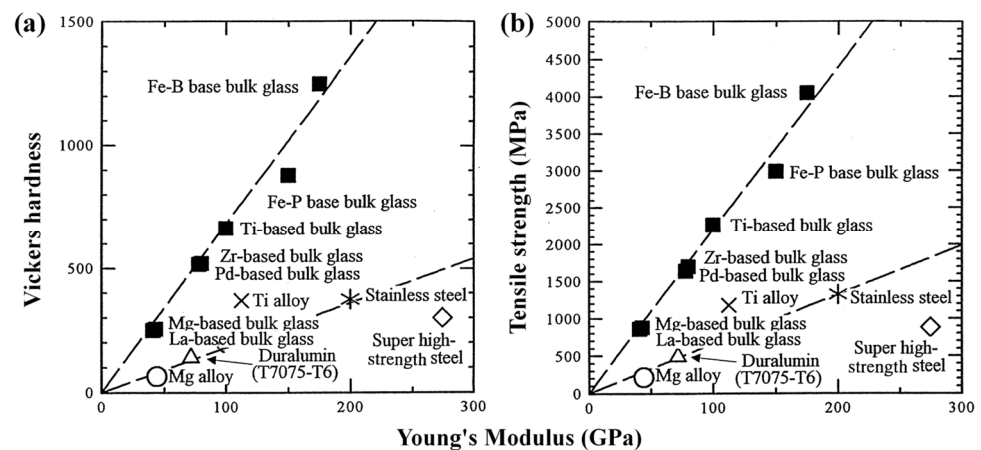 (a)
1500
1000
500
0
Vickers hardness
Fe-B base bulk glass
Fe-P base bulk glass
Ti-based bulk glass
Zr-based bulk glass
Pd-based bulk glass
Ti alloy
Stainless steel
Mg-based bulk glass
La-based bulk glass
Super high-
strength steel
Duralumin
(T7075-T6)
Mg alloy
0
100
200
300
(b)
5000
4500
4000
3500
3000
2500
2000
1500
1000
500
0
Tensile strength (MPa)
Fe-B base bulk glass
Fe-P base bulk glass
Ti-based bulk glass
Zr-based bulk glass
Pd-based bulk glass
Ti alloy
Stainless steel
Mg-based bulk glass
La-based bulk glass
Super high-
strength steel
Duralumin
(T7075-T6)
Mg alloy
0
100
200
300
Young's Modulus (GPa)